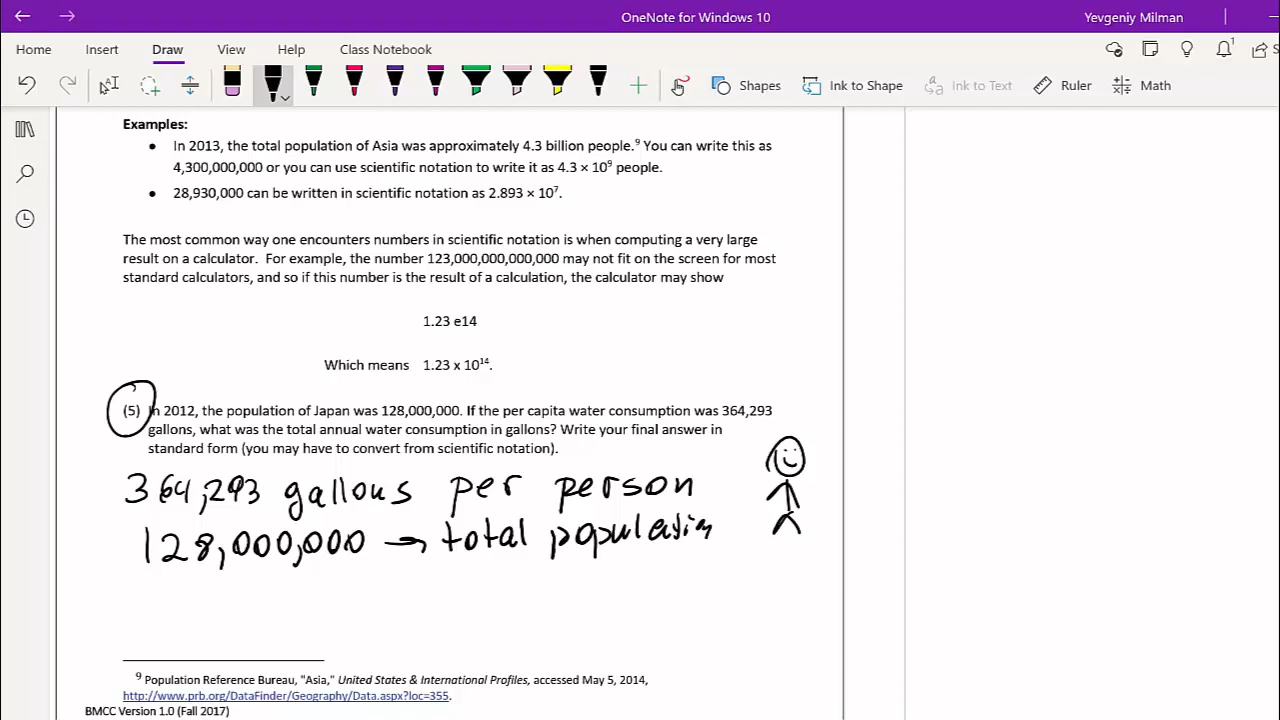 OneNote for Windows 10
Yevgeniy Milman
Home Insert Draw View Help Class Notebook
Shapes Ink to Shape Ink to Text Ruler Math
Examples:
• In 2013, the total population of Asia was approximately 4.3 billion people.⁹ You can write this as
4,300,000,000 or you can use scientific notation to write it as 4.3 × 10⁹ people.
• 28,930,000 can be written in scientific notation as 2.893 × 10⁷.
The most common way one encounters numbers in scientific notation is when computing a very large
result on a calculator. For example, the number 123,000,000,000,000 may not fit on the screen for most
standard calculators, and so if this number is the result of a calculation, the calculator may show
1.23 e14
Which means 1.23 x 10¹⁴.
(5) In 2012, the population of Japan was 128,000,000. If the per capita water consumption was 364,293
gallons, what was the total annual water consumption in gallons? Write your final answer in
standard form (you may have to convert from scientific notation).
364,293 gallons per person
128,000,000 → total population
⁹ Population Reference Bureau, "Asia," United States & International Profiles, accessed May 5, 2014,
http://www.prb.org/DataFinder/Geography/Data.aspx?loc=355.
BMCC Version 1.0 (Fall 2017)